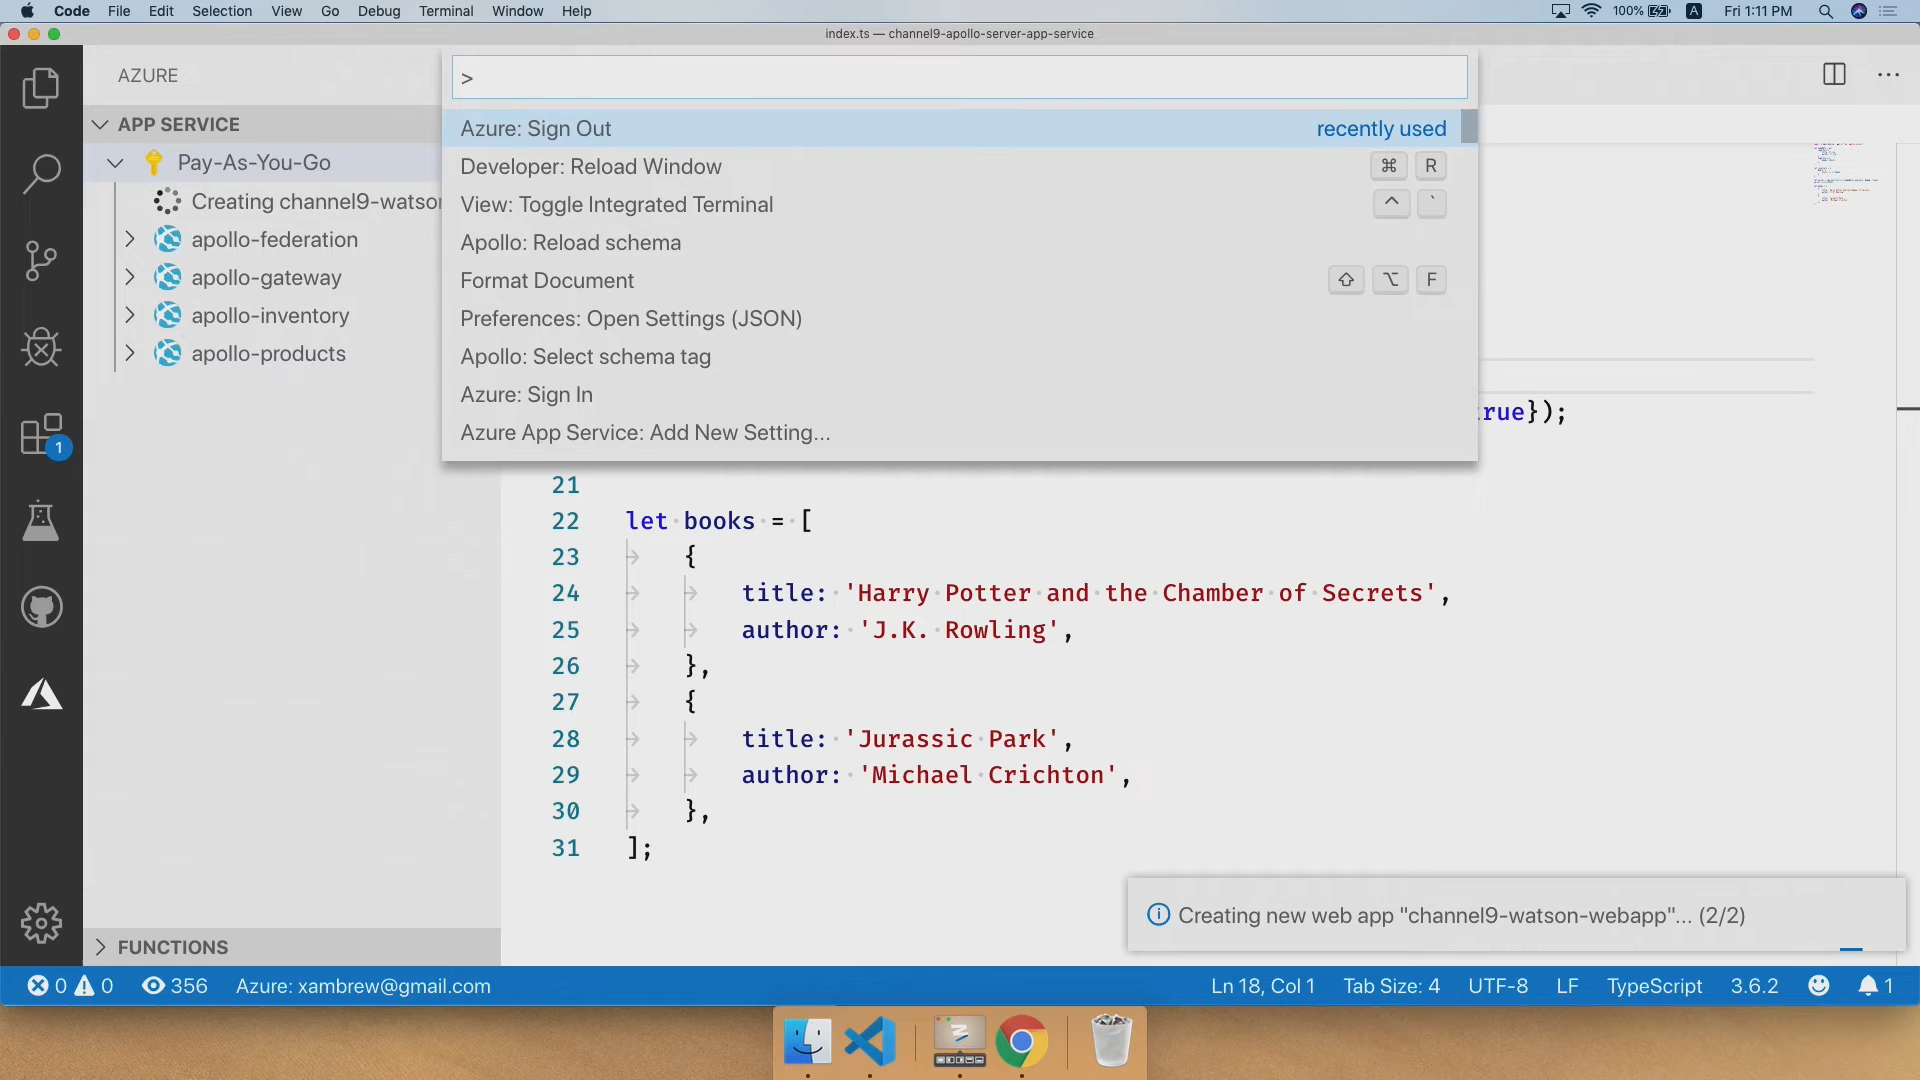 Code File Edit Selection View Go Debug Terminal Window Help
100% A Fri 1:11 PM
index.ts — channel9-apollo-server-app-service
AZURE
APP SERVICE
Pay-As-You-Go
Creating channel9-watson
apollo-federation
apollo-gateway
apollo-inventory
apollo-products
>
Azure: Sign Out recently used
Developer: Reload Window ⌘ R
View: Toggle Integrated Terminal ^ `
Apollo: Reload schema
Format Document ⇧ ⌥ F
Preferences: Open Settings (JSON)
Apollo: Select schema tag
Azure: Sign In
Azure App Service: Add New Setting...
rue});
1
21
22 let books = [
23 {
24 title: 'Harry Potter and the Chamber of Secrets',
25 author: 'J.K. Rowling',
26 },
27 {
28 title: 'Jurassic Park',
29 author: 'Michael Crichton',
30 },
31 ];
Creating new web app "channel9-watson-webapp"... (2/2)
FUNCTIONS
0 0 356 Azure: xambrew@gmail.com Ln 18, Col 1 Tab Size: 4 UTF-8 LF TypeScript 3.6.2 1